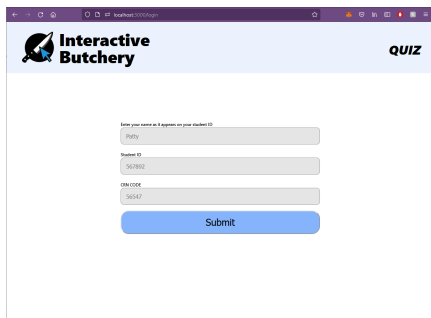 localhost:3000/login
Interactive
Butchery
QUIZ
Enter your name as it appears on your student ID
Patty
Student ID
567892
CRN CODE
56547
Submit